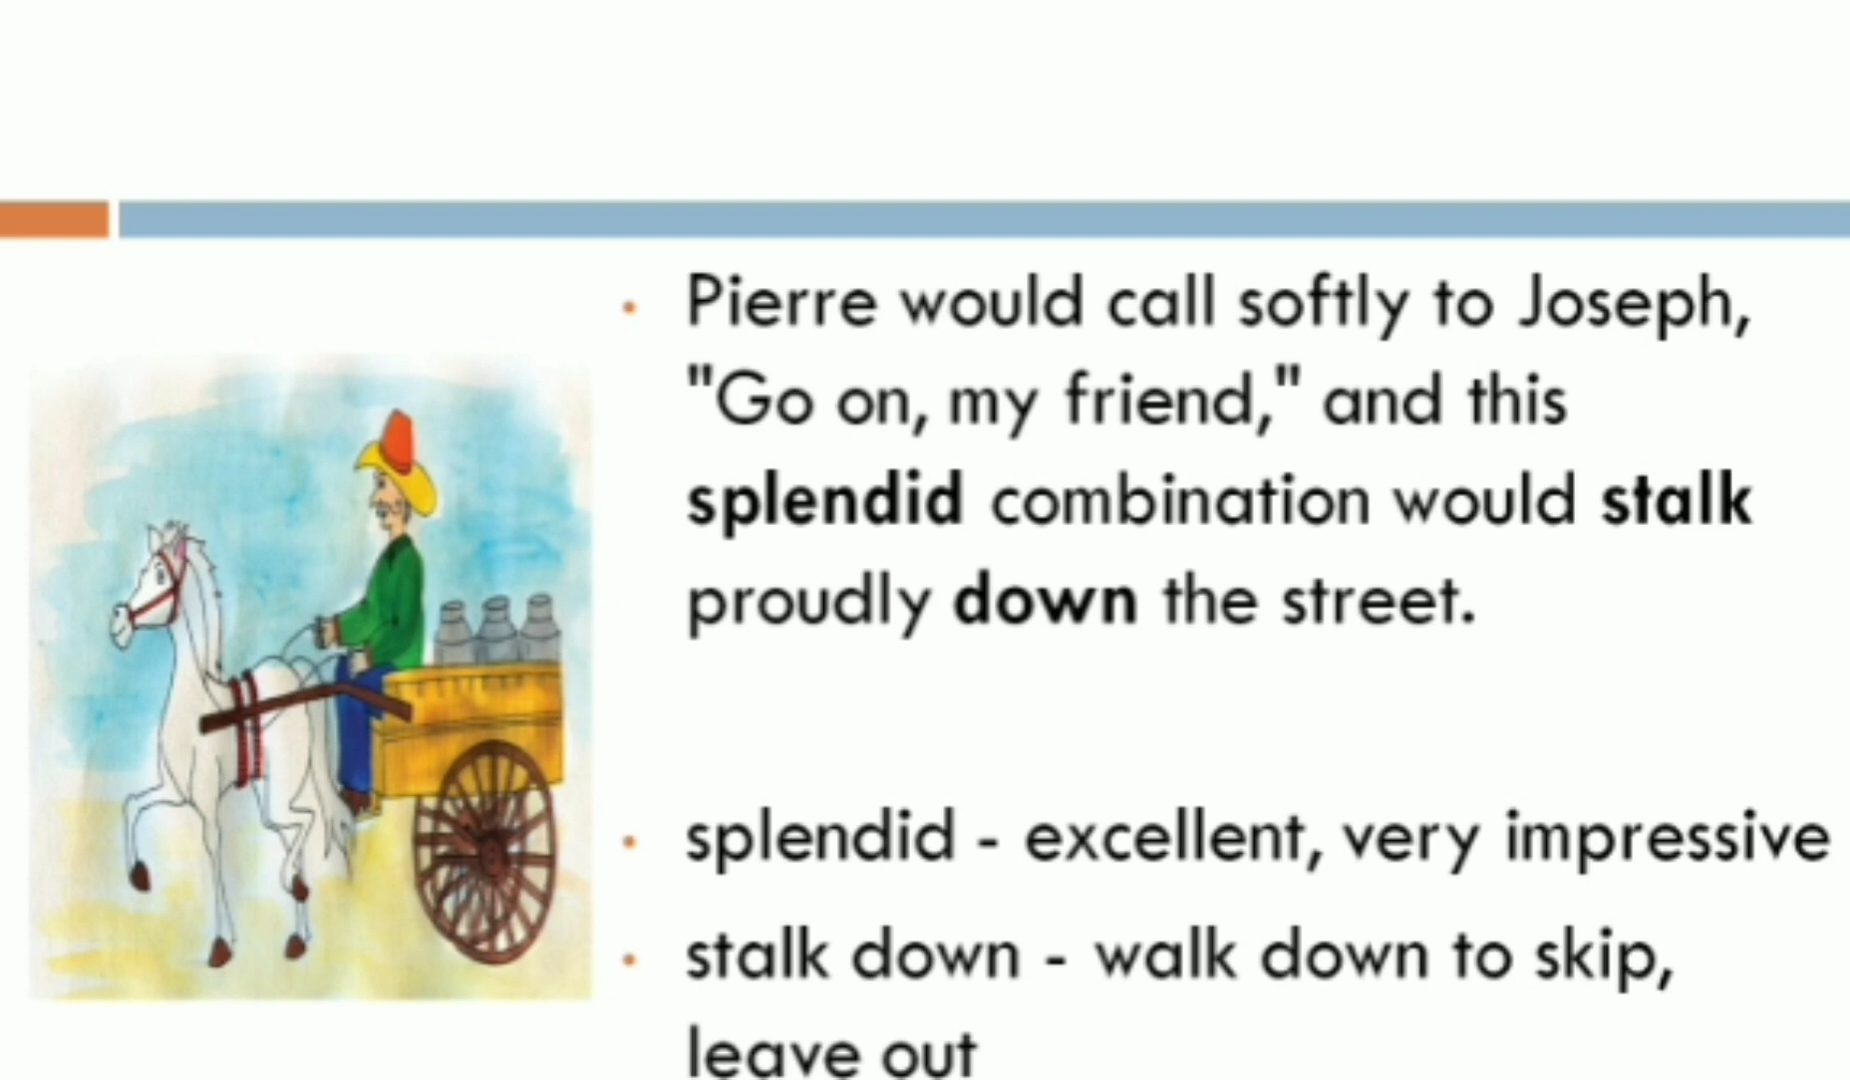 • Pierre would call softly to Joseph,
"Go on, my friend," and this
splendid combination would stalk
proudly down the street.
• splendid - excellent, very impressive
• stalk down - walk down to skip,
leave out